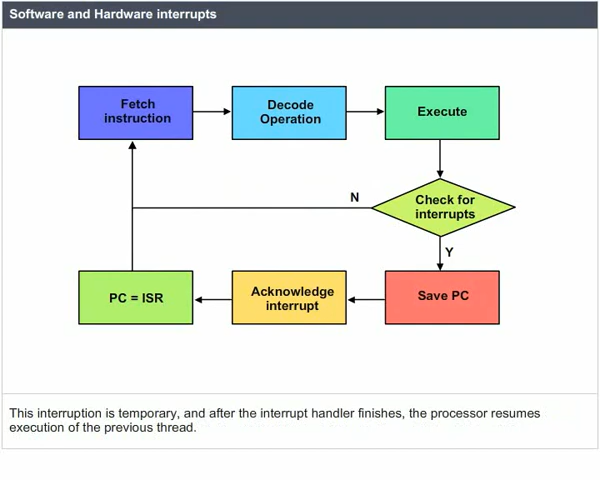 Software and Hardware interrupts
Fetch
instruction
Decode
Operation
Execute
Check for
interrupts
N
Y
PC = ISR
Acknowledge
interrupt
Save PC
This interruption is temporary, and after the interrupt handler finishes, the processor resumes
execution of the previous thread.